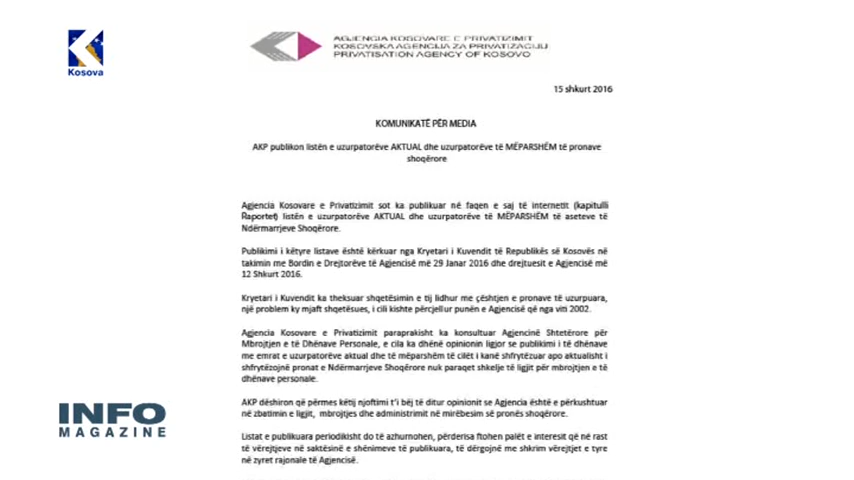 Kosova
AGJENCIA KOSOVARE E PRIVATIZIMIT
KOSOVSKA AGENCIJA ZA PRIVATIZACIJU
PRIVATISATION AGENCY OF KOSOVO
15 shkurt 2016
KOMUNIKATË PËR MEDIA
AKP publikon listën e uzurpatorëve AKTUAL dhe uzurpatorëve të MËPARSHËM të pronave
shoqërore
Agjencia Kosovare e Privatizimit sot ka publikuar në faqen e saj të internetit (kapitulli
Raportet) listën e uzurpatorëve AKTUAL dhe uzurpatorëve të MËPARSHËM të aseteve të
Ndërmarrjeve Shoqërore.
Publikimi i këtyre listave është kërkuar nga Kryetari i Kuvendit të Republikës së Kosovës në
takimin me Bordin e Drejtorëve të Agjencisë më 29 Janar 2016 dhe drejtuesit e Agjencisë më
12 Shkurt 2016.
Kryetari i Kuvendit ka theksuar shqetësimin e tij lidhur me çështjen e pronave të uzurpuara,
një problem ky mjaft shqetësues, i cili kishte përcjellur punën e Agjencisë që nga viti 2002.
Agjencia Kosovare e Privatizimit paraprakisht ka konsultuar Agjencinë Shtetërore për
Mbrojtjen e të Dhënave Personale, e cila ka dhënë opinionin ligjor se publikimi i të dhënave
me emrat e uzurpatorëve aktual dhe të mëparshëm të cilët i kanë shfrytëzuar apo aktualisht i
shfrytëzojnë pronat e Ndërmarrjeve Shoqërore nuk paraqet shkelje të ligjit për mbrojtjen e të
dhënave personale.
AKP dëshiron që përmes këtij njoftimi t'i bëj të ditur opinionit se Agjencia është e përkushtuar
në zbatimin e ligjit, mbrojtjes dhe administrimit në mirëbesim së pronës shoqërore.
Listat e publikuara periodikisht do të azhurnohen, përderisa ftohen palët e interesit që në rast
të vërejtjeve në saktësinë e shënimeve të publikuara, të dërgojnë me shkrim vërejtjet e tyre
në zyret rajonale të Agjencisë.
INFO
MAGAZINE